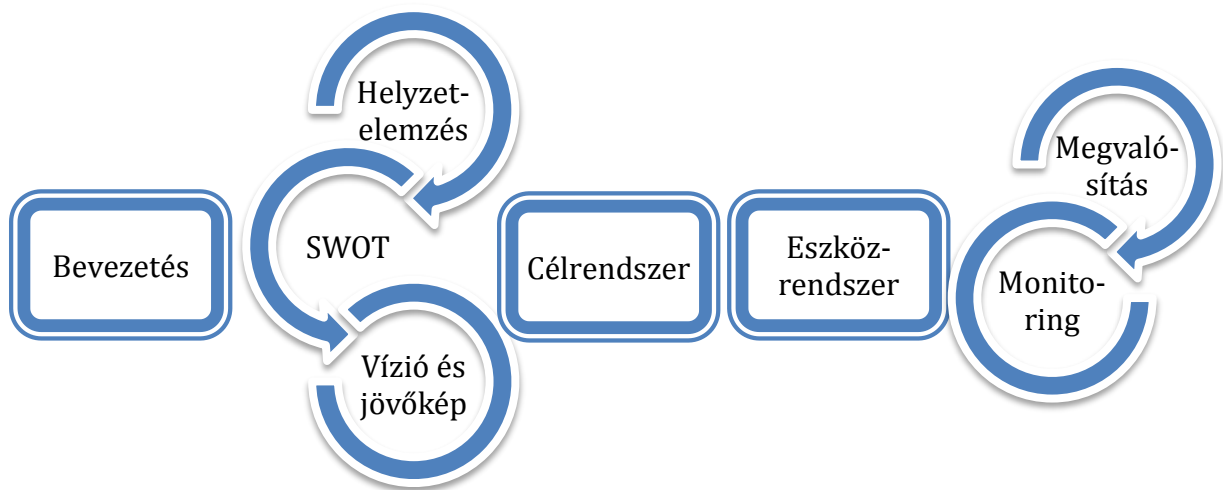 Bevezetés
Helyzet-
elemzés
SWOT
Vízió és
jövőkép
Célrendszer
Eszköz-
rendszer
Megvaló-
sítás
Monito-
ring